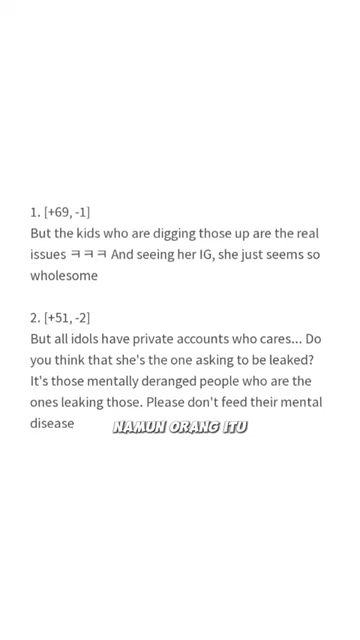 1. [+69, -1]
But the kids who are digging those up are the real
issues ㅋㅋㅋ And seeing her IG, she just seems so
wholesome
2. [+51, -2]
But all idols have private accounts who cares... Do
you think that she's the one asking to be leaked?
It's those mentally deranged people who are the
ones leaking those. Please don't feed their mental
disease
NAMUN ORANG ITU